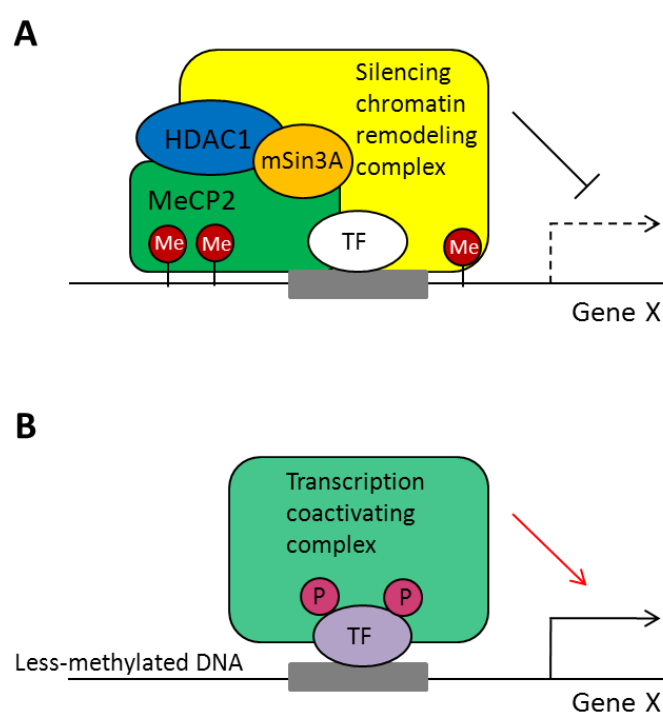 A
Silencing
chromatin
remodeling
complex
HDAC1
mSin3A
MeCP2
Me
Me
TF
Me
Gene X
B
Transcription
coactivating
complex
P
P
TF
Less-methylated DNA
Gene X